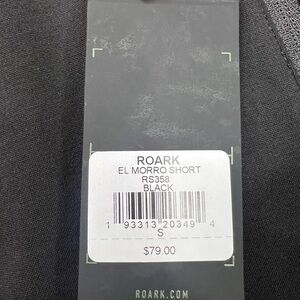 ROARK
EL MORRO SHORT
RS358
BLACK
1 93313 20349 4
S
$79.00
ROARK.COM